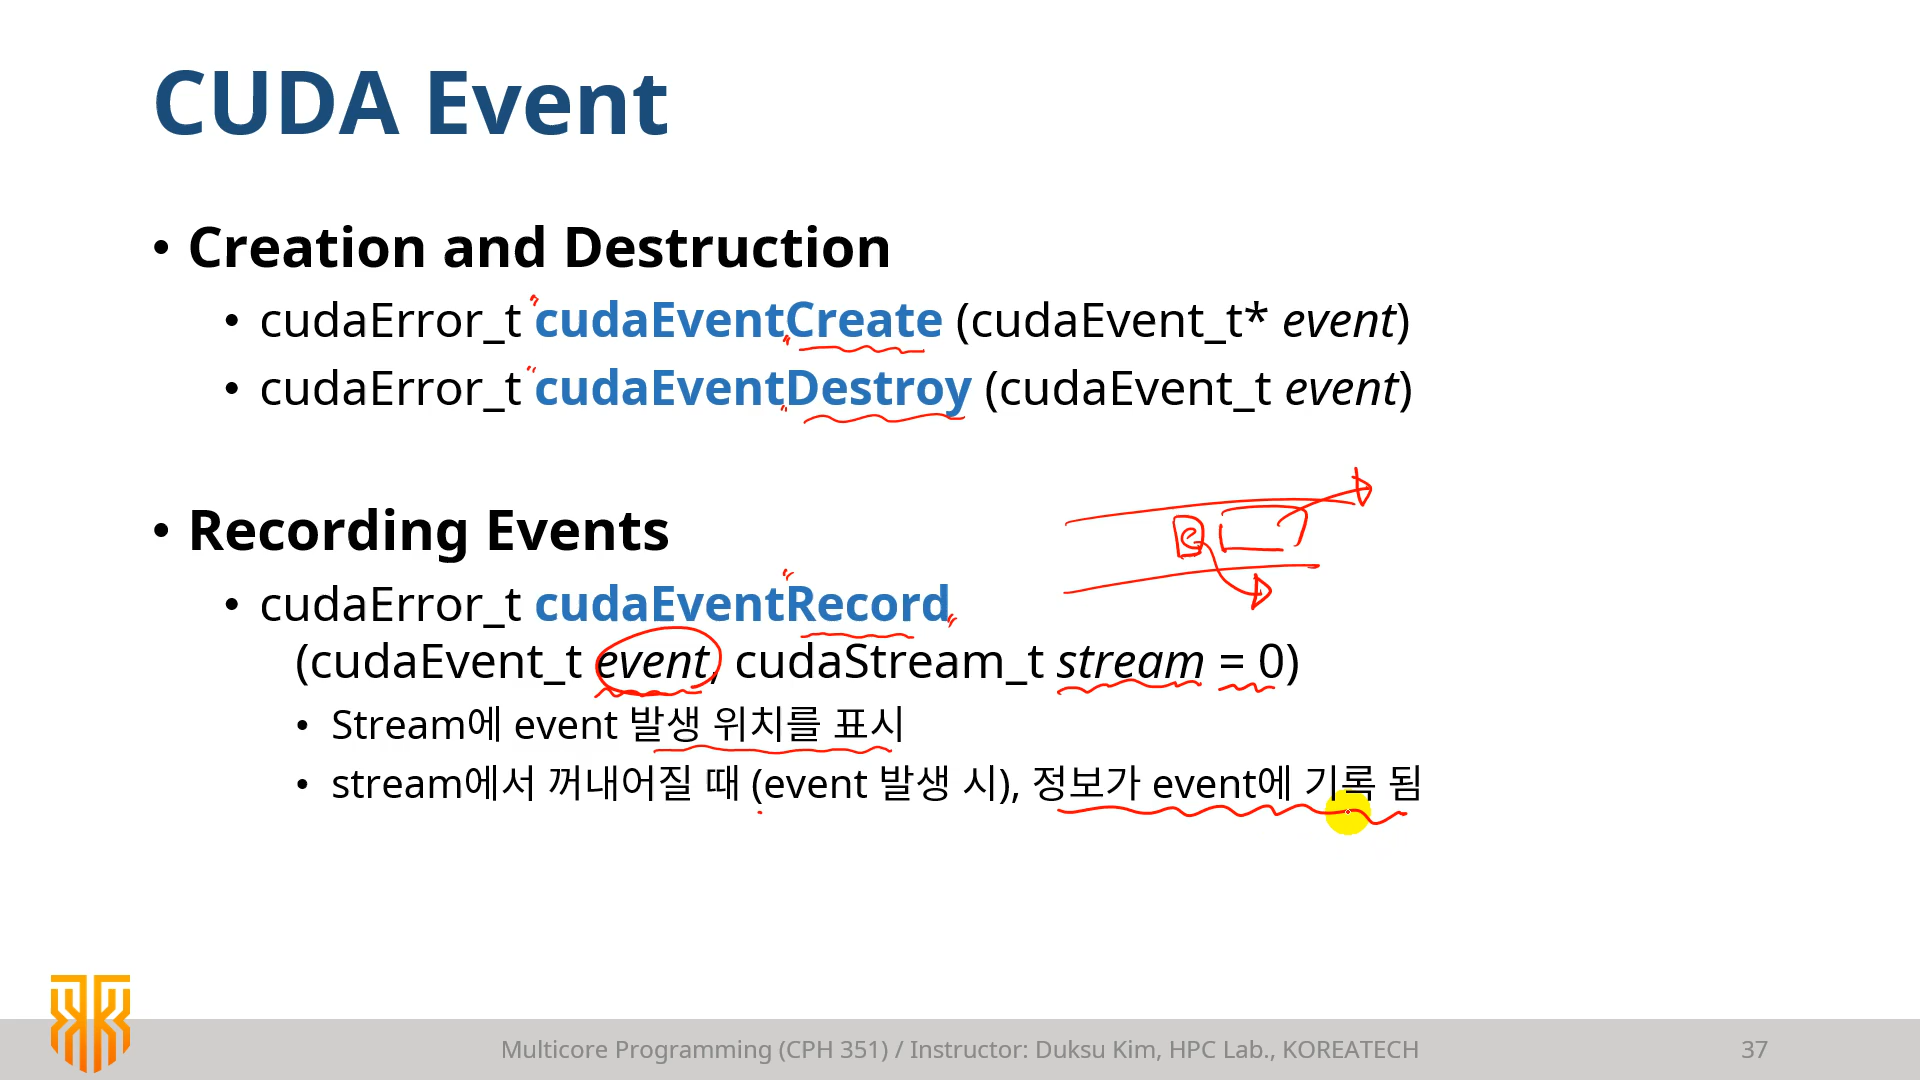 CUDA Event
• Creation and Destruction
• cudaError_t cudaEventCreate (cudaEvent_t* event)
• cudaError_t cudaEventDestroy (cudaEvent_t event)
• Recording Events
e
• cudaError_t cudaEventRecord
(cudaEvent_t event, cudaStream_t stream = 0)
• Stream에 event 발생 위치를 표시
• stream에서 꺼내어질 때 (event 발생 시), 정보가 event에 기록 됨
Multicore Programming (CPH 351) / Instructor: Duksu Kim, HPC Lab., KOREATECH
37